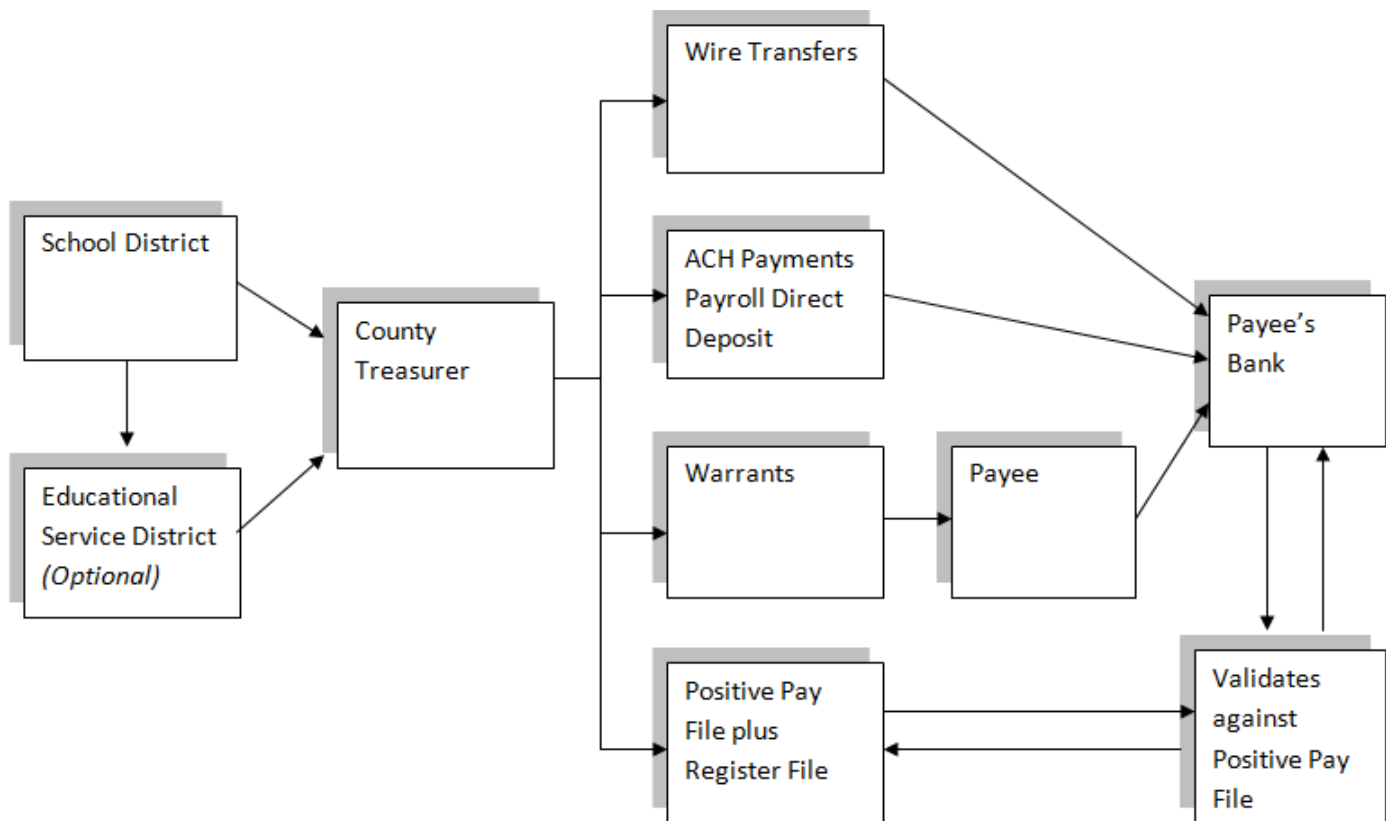 Wire Transfers
School District
ACH Payments
Payroll Direct
Deposit
County
Treasurer
Payee’s
Bank
Educational
Service District
(Optional)
Warrants
Payee
Positive Pay
File plus
Register File
Validates
against
Positive Pay
File